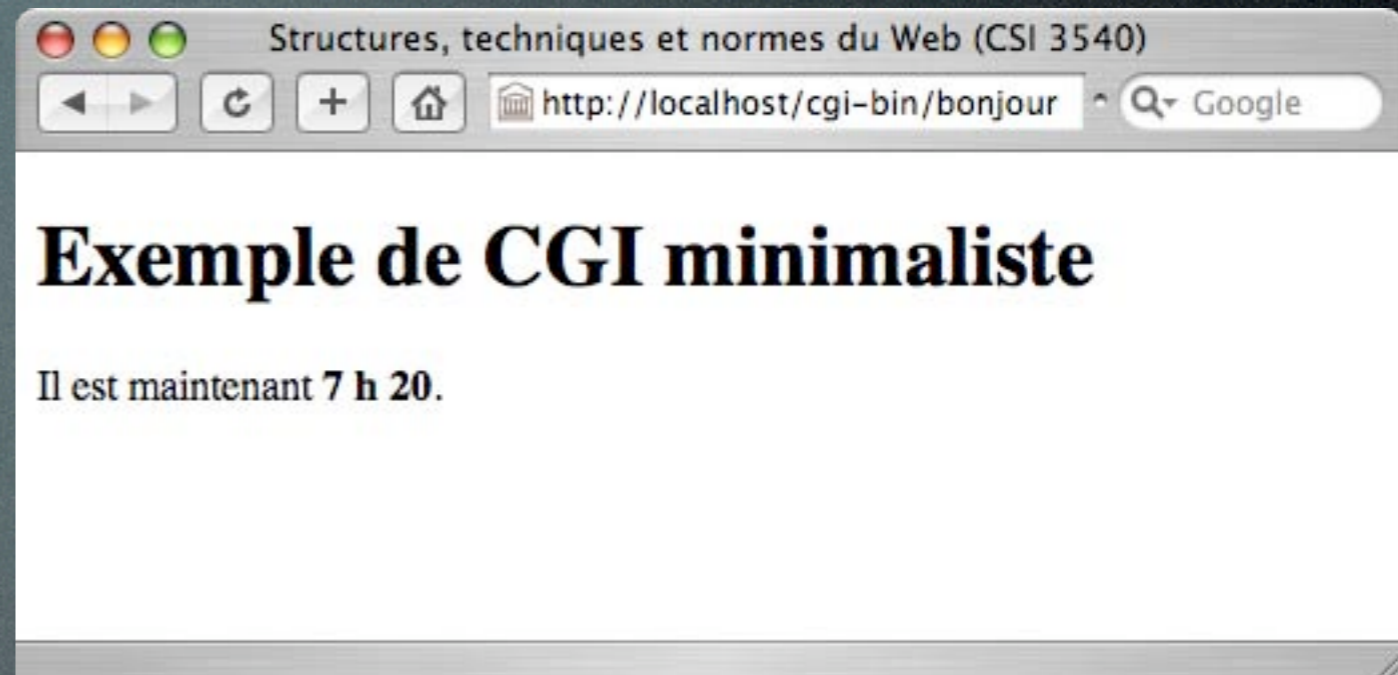 Structures, techniques et normes du Web (CSI 3540)
http://localhost/cgi-bin/bonjour Google
Exemple de CGI minimaliste
Il est maintenant 7 h 20.